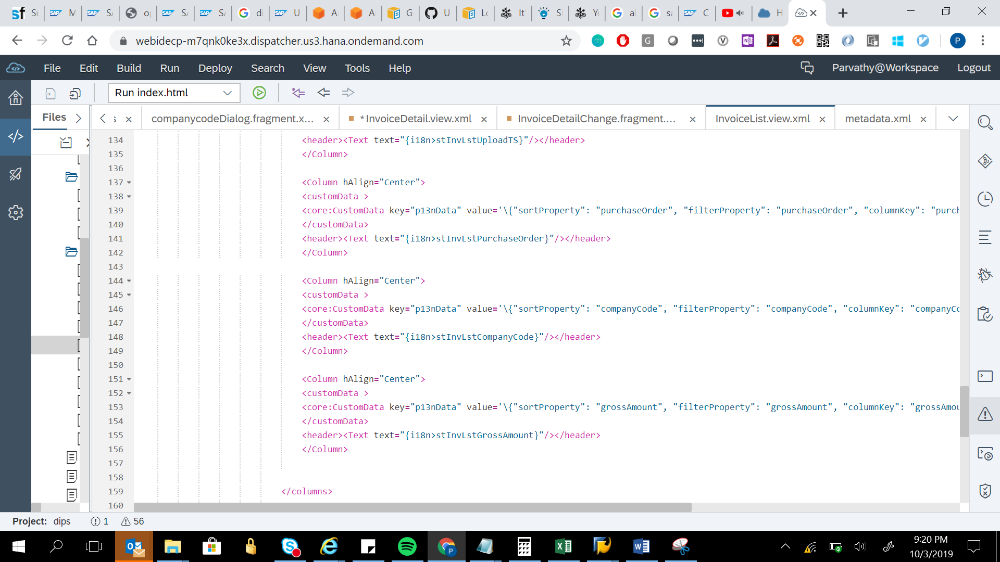 webidecp-m7qnk0ke3x.dispatcher.us3.hana.ondemand.com
File Edit Build Run Deploy Search View Tools Help Parvathy@Workspace Logout
Run index.html
Files
companycodeDialog.fragment.x... *InvoiceDetail.view.xml InvoiceDetailChange.fragment.... InvoiceList.view.xml metadata.xml
134 <header><Text text="{i18n>stInvLstUploadTS}"/></header>
135 </Column>
136
137 <Column hAlign="Center">
138 <customData >
139 <core:CustomData key="p13nData" value='\{"sortProperty": "purchaseOrder", "filterProperty": "purchaseOrder", "columnKey": "purch
140 </customData>
141 <header><Text text="{i18n>stInvLstPurchaseOrder}"/></header>
142 </Column>
143
144 <Column hAlign="Center">
145 <customData >
146 <core:CustomData key="p13nData" value='\{"sortProperty": "companyCode", "filterProperty": "companyCode", "columnKey": "companyCo
147 </customData>
148 <header><Text text="{i18n>stInvLstCompanyCode}"/></header>
149 </Column>
150
151 <Column hAlign="Center">
152 <customData >
153 <core:CustomData key="p13nData" value='\{"sortProperty": "grossAmount", "filterProperty": "grossAmount", "columnKey": "grossAmou
154 </customData>
155 <header><Text text="{i18n>stInvLstGrossAmount}"/></header>
156 </Column>
157
158
159 </columns>
160
Project: dips 1 56
9:20 PM
10/3/2019